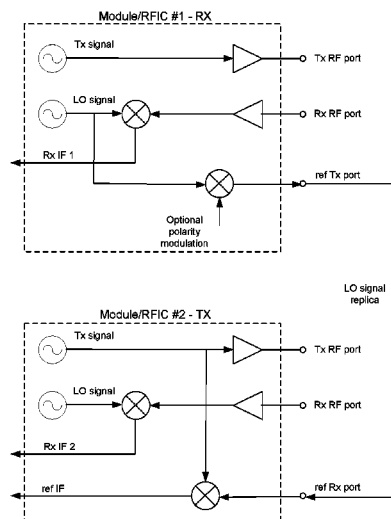 Module/RFIC #1 - RX
Tx signal
Tx RF port
LO signal
Rx RF port
Rx IF 1
ref Tx port
Optional
polarity
modulation
LO signal
replica
Module/RFIC #2 - TX
Tx signal
Tx RF port
LO signal
Rx RF port
Rx IF 2
ref IF
ref Rx port